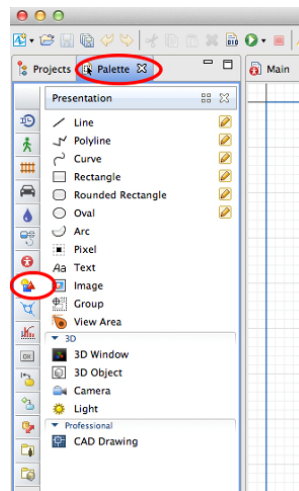 Projects Palette Main
Presentation
Line
Polyline
Curve
Rectangle
Rounded Rectangle
Oval
Arc
Pixel
Aa Text
Image
Group
View Area
3D
3D Window
3D Object
Camera
Light
Professional
CAD Drawing